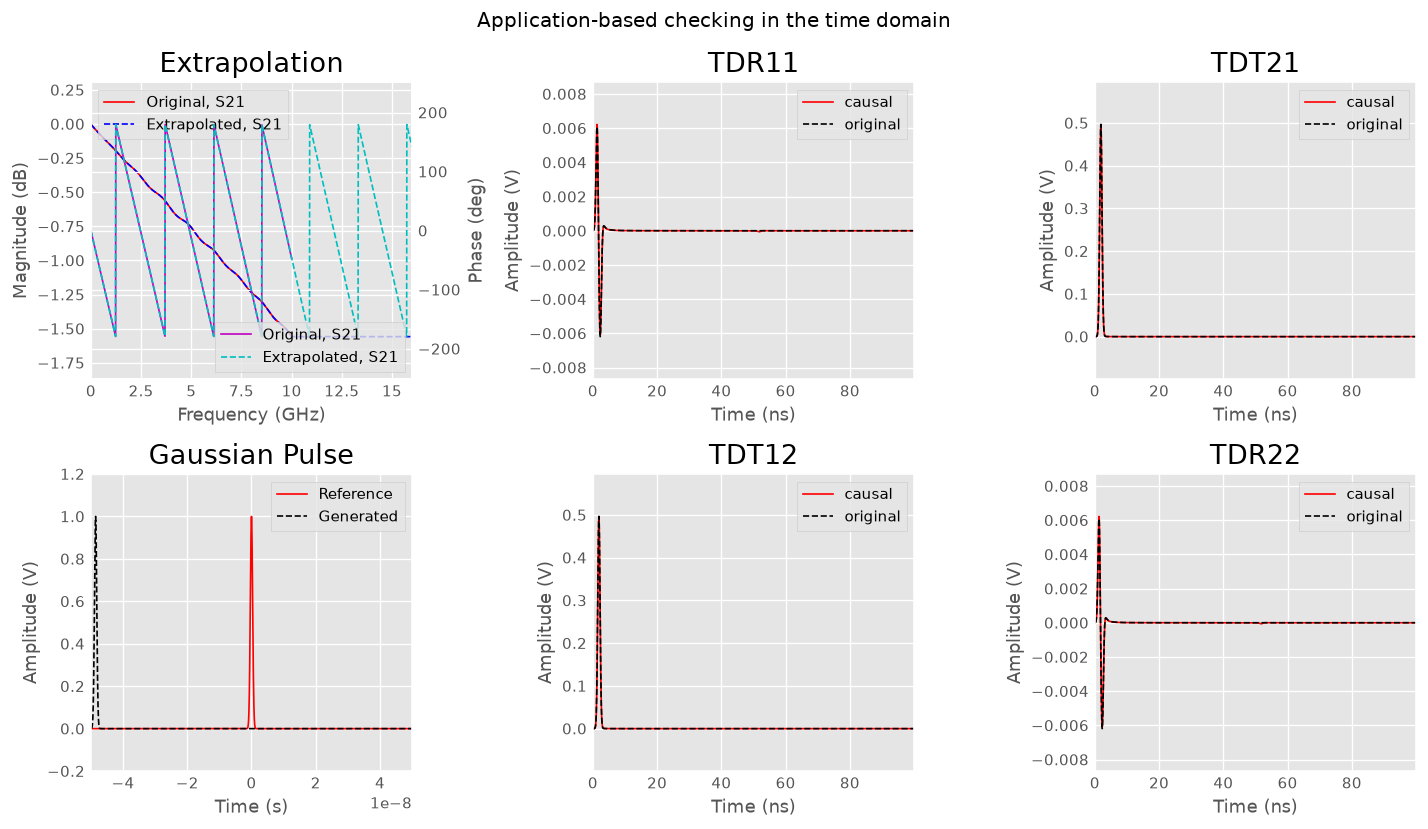 Application-based checking in the time domain
Extrapolation
Original, S21
Extrapolated, S21
Original, S21
Extrapolated, S21
0.25
0.00
−0.25
−0.50
−0.75
−1.00
−1.25
−1.50
−1.75
Magnitude (dB)
200
100
0
−100
−200
Phase (deg)
0 2.5 5 7.5 10 12.5 15
Frequency (GHz)
TDR11
causal
original
0.008
0.006
0.004
0.002
0.000
−0.002
−0.004
−0.006
−0.008
Amplitude (V)
0 20 40 60 80
Time (ns)
TDT21
causal
original
0.5
0.4
0.3
0.2
0.1
0.0
Amplitude (V)
0 20 40 60 80
Time (ns)
Gaussian Pulse
Reference
Generated
1.2
1.0
0.8
0.6
0.4
0.2
0.0
−0.2
Amplitude (V)
−4 −2 0 2 4
1e−8
Time (s)
TDT12
causal
original
0.5
0.4
0.3
0.2
0.1
0.0
Amplitude (V)
0 20 40 60 80
Time (ns)
TDR22
causal
original
0.008
0.006
0.004
0.002
0.000
−0.002
−0.004
−0.006
−0.008
Amplitude (V)
0 20 40 60 80
Time (ns)